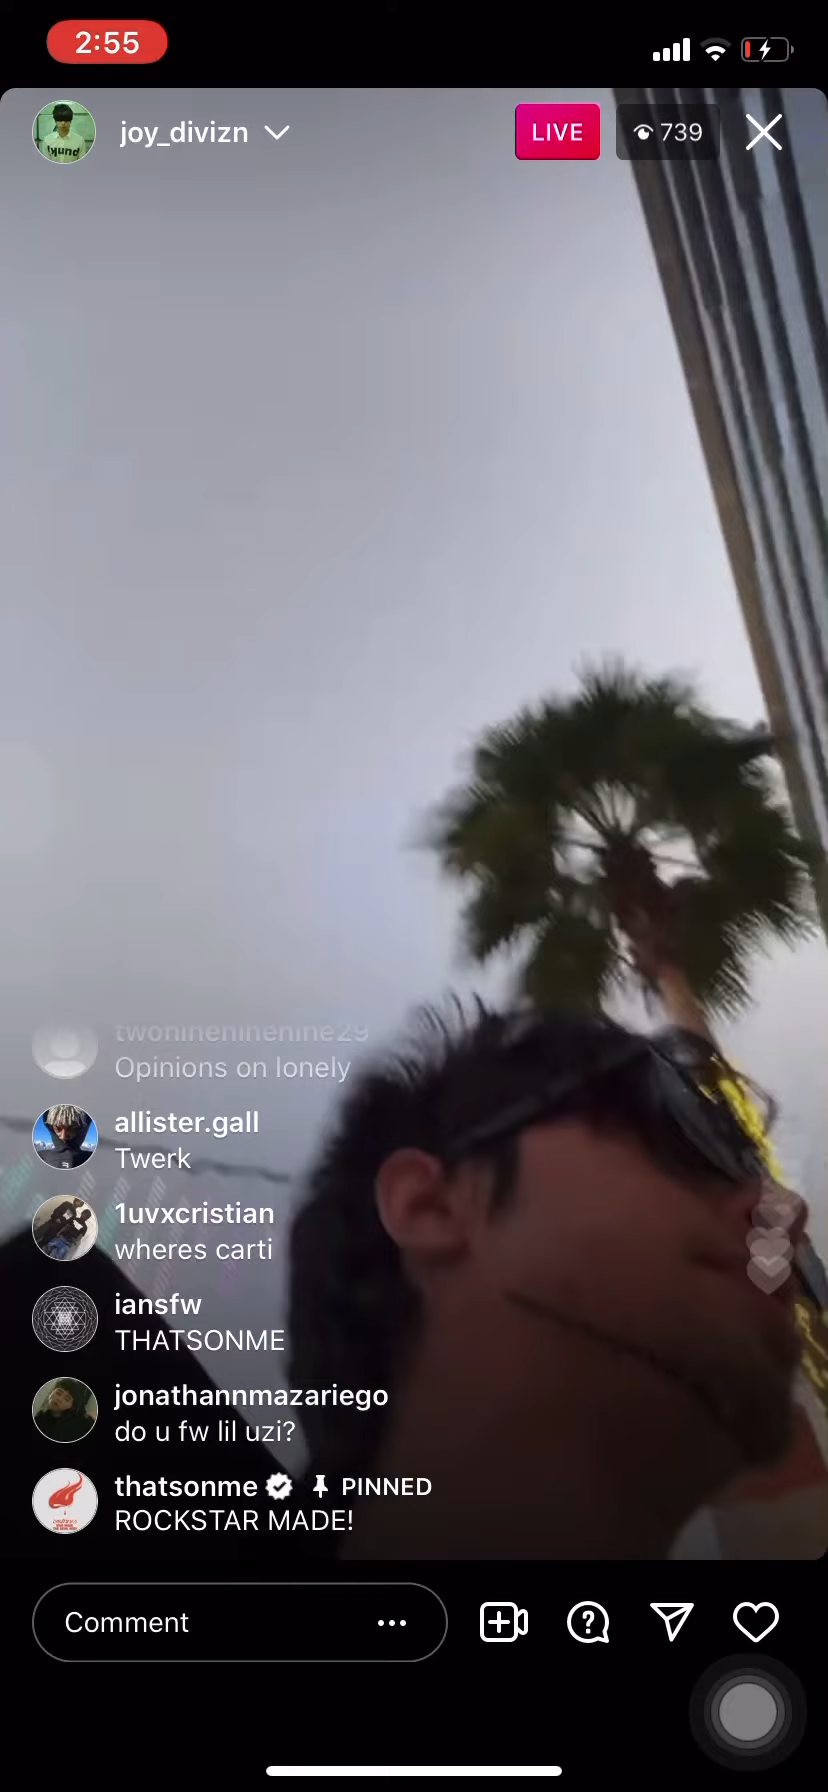 2:55
joy_divizn
LIVE
739
twonineninenine29
Opinions on lonely
allister.gall
Twerk
1uvxcristian
wheres carti
iansfw
THATSONME
jonathannmazariego
do u fw lil uzi?
thatsonme PINNED
ROCKSTAR MADE!
Comment